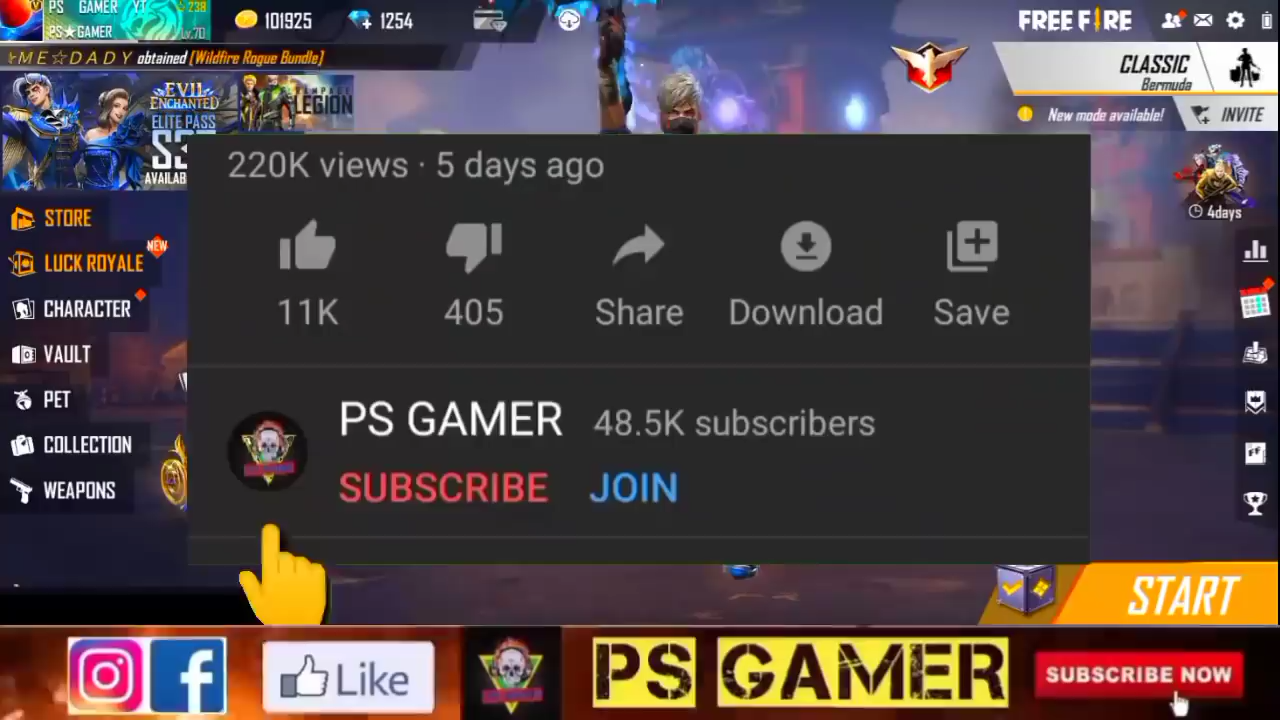 PS GAMER YT
238
PS★GAMER
Lv.70
101925
1254
FREE FIRE
ME☆DADY obtained [Wildfire Rogue Bundle]
CLASSIC
Bermuda
EVIL
ENCHANTED
ELITE PASS
LEGION
New mode available!
INVITE
220K views · 5 days ago
4days
STORE
NEW
LUCK ROYALE
CHARACTER
VAULT
PET
COLLECTION
WEAPONS
11K
405
Share
Download
Save
PS GAMER
48.5K subscribers
SUBSCRIBE
JOIN
START
Like
PS GAMER
SUBSCRIBE NOW